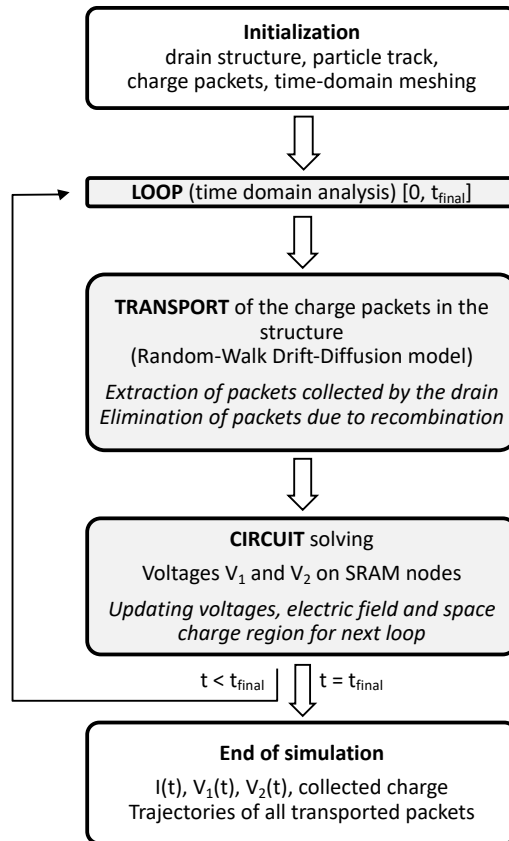 Initialization
drain structure, particle track,
charge packets, time-domain meshing
LOOP (time domain analysis) [0, t_final]
TRANSPORT of the charge packets in the
structure
(Random-Walk Drift-Diffusion model)
Extraction of packets collected by the drain
Elimination of packets due to recombination
CIRCUIT solving
Voltages V₁ and V₂ on SRAM nodes
Updating voltages, electric field and space
charge region for next loop
t < t_final t = t_final
End of simulation
I(t), V₁(t), V₂(t), collected charge
Trajectories of all transported packets